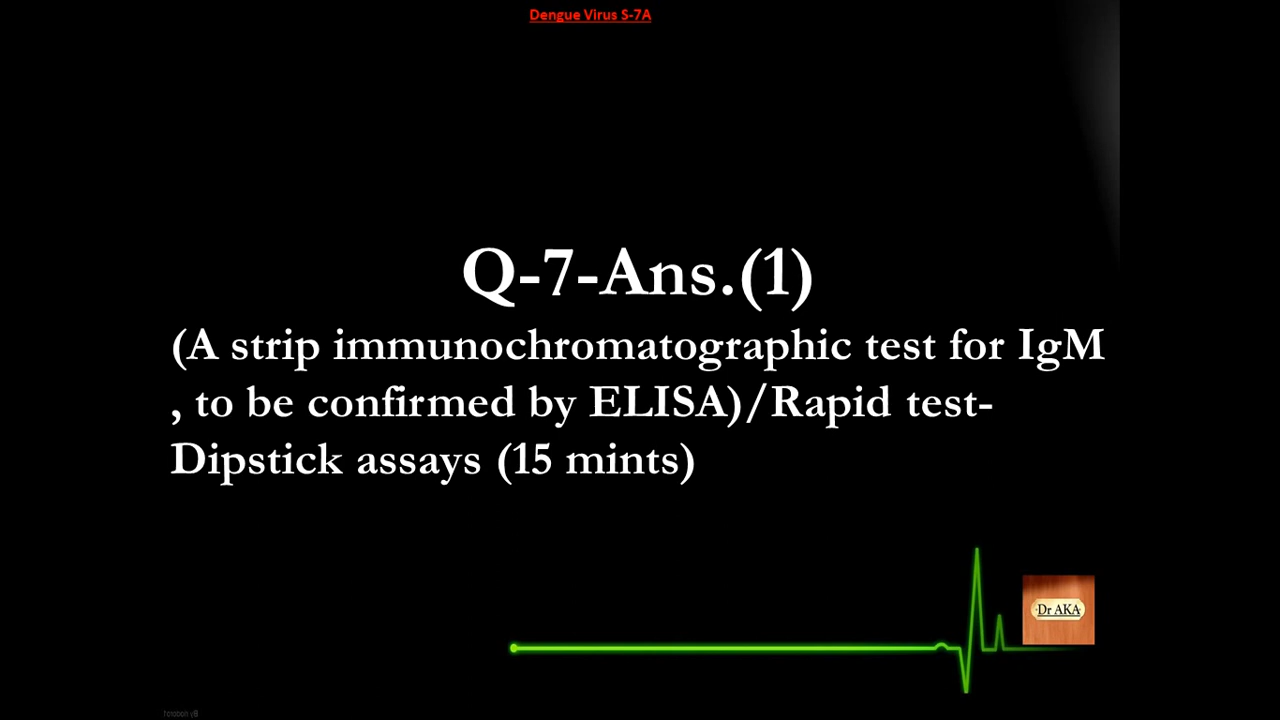 Dengue Virus S-7A
Q-7-Ans.(1)
(A strip immunochromatographic test for IgM
, to be confirmed by ELISA)/Rapid test-
Dipstick assays (15 mints)
Dr AKA